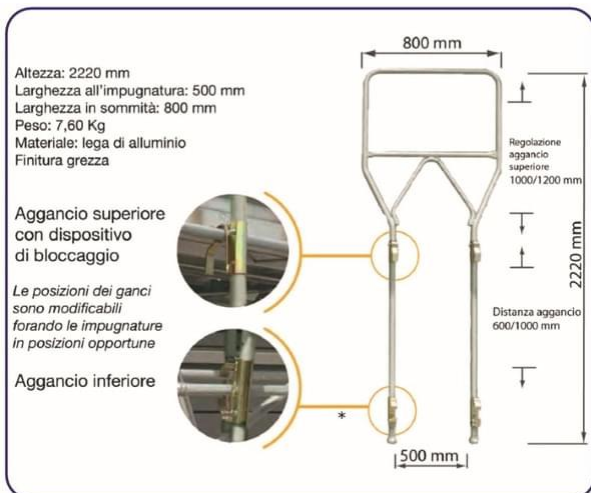 800 mm
Altezza: 2220 mm
Larghezza all'impugnatura: 500 mm
Larghezza in sommità: 800 mm
Peso: 7,60 Kg
Materiale: lega di alluminio
Finitura grezza
Regolazione
aggancio
superiore
1000/1200 mm
Aggancio superiore
con dispositivo
di bloccaggio
2220 mm
Le posizioni dei ganci
sono modificabili
forando le impugnature
in posizioni opportune
Distanza aggancio
600/1000 mm
Aggancio inferiore
*
500 mm